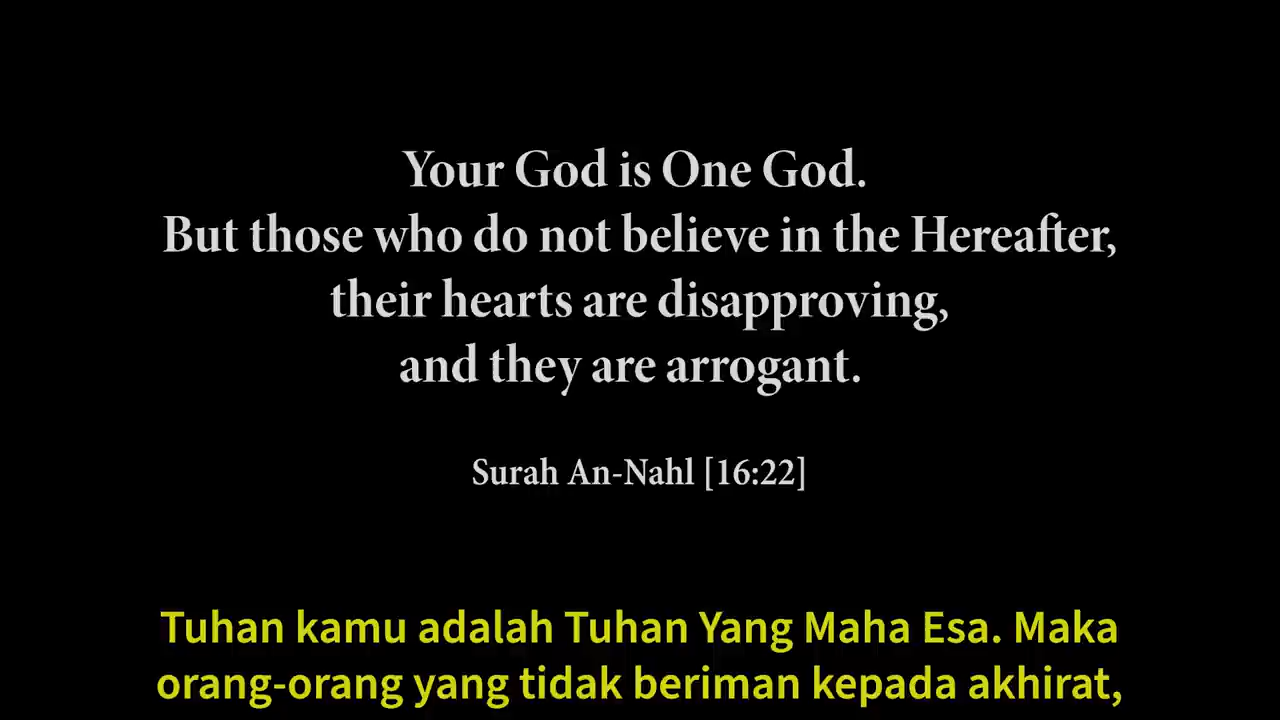 Your God is One God.
But those who do not believe in the Hereafter,
their hearts are disapproving,
and they are arrogant.
Surah An-Nahl [16:22]
Tuhan kamu adalah Tuhan Yang Maha Esa. Maka
orang-orang yang tidak beriman kepada akhirat,